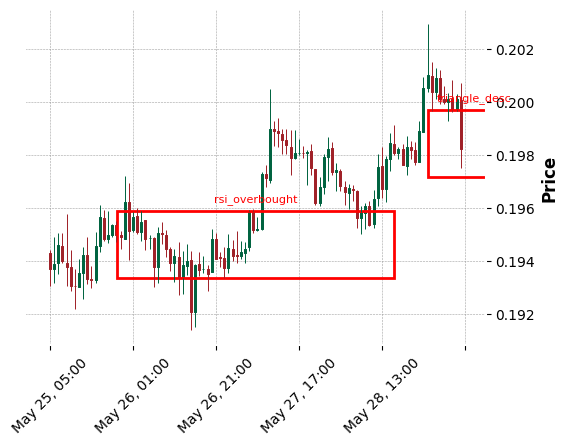 0.202
triangle_desc
0.200
0.198
rsi_overbought
0.196
0.194
0.192
Price
May 25, 05:00
May 26, 01:00
May 26, 21:00
May 27, 17:00
May 28, 13:00